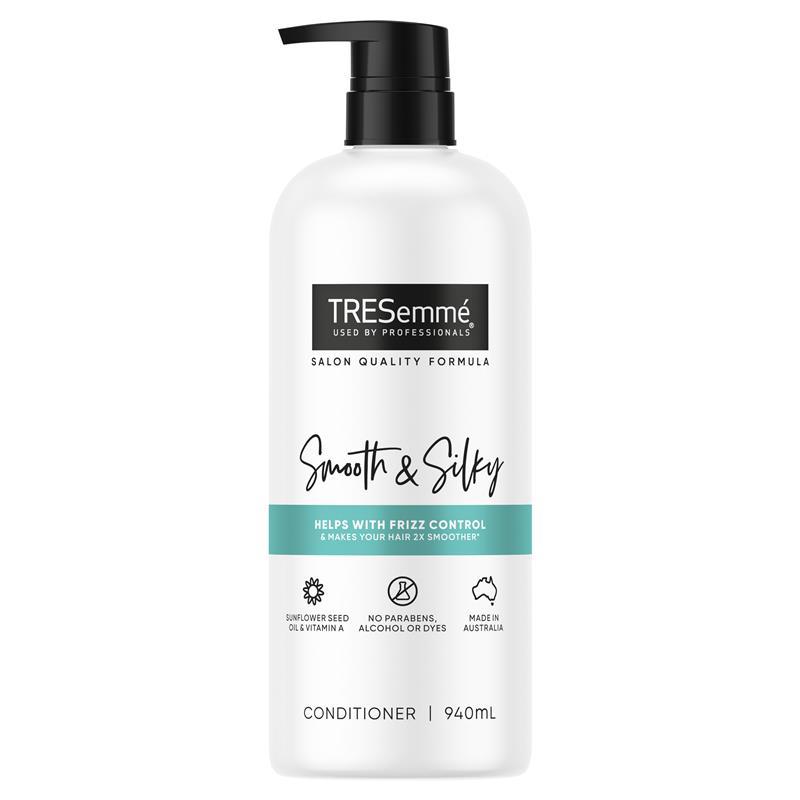 TRESemmé®
USED BY PROFESSIONALS
SALON QUALITY FORMULA
Smooth & Silky
HELPS WITH FRIZZ CONTROL
& MAKES YOUR HAIR 2X SMOOTHER*
SUNFLOWER SEED
OIL & VITAMIN A
NO PARABENS,
ALCOHOL OR DYES
MADE IN
AUSTRALIA
CONDITIONER | 940mL